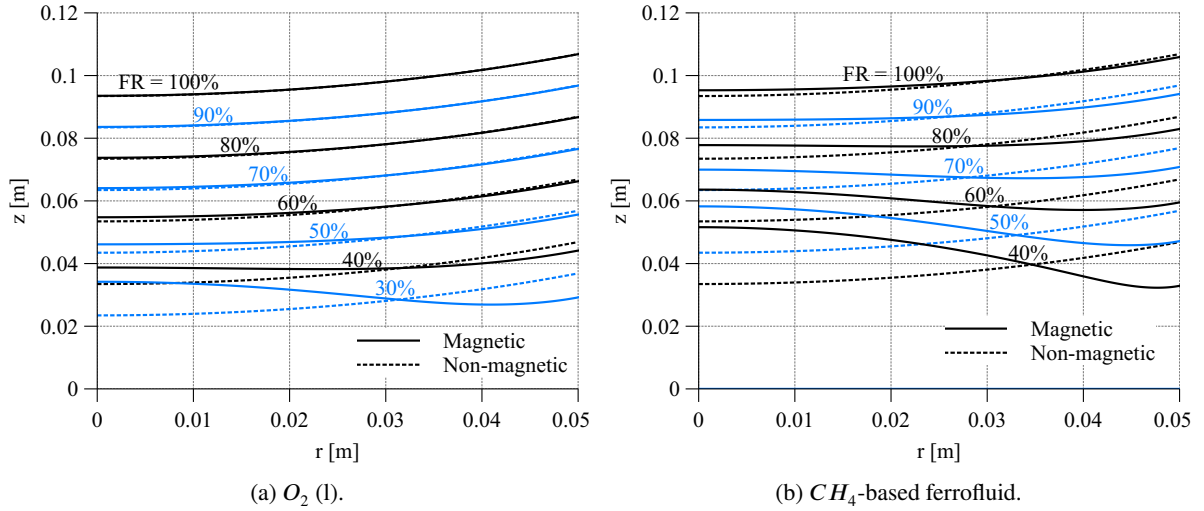 0.12
0.1
0.08
0.06
0.04
0.02
0
z [m]
FR = 100%
90%
80%
70%
60%
50%
40%
30%
Magnetic
Non-magnetic
0 0.01 0.02 0.03 0.04 0.05
r [m]
(a) O₂ (l).
0.12
0.1
0.08
0.06
0.04
0.02
0
z [m]
FR = 100%
90%
80%
70%
60%
50%
40%
Magnetic
Non-magnetic
0 0.01 0.02 0.03 0.04 0.05
r [m]
(b) CH₄-based ferrofluid.